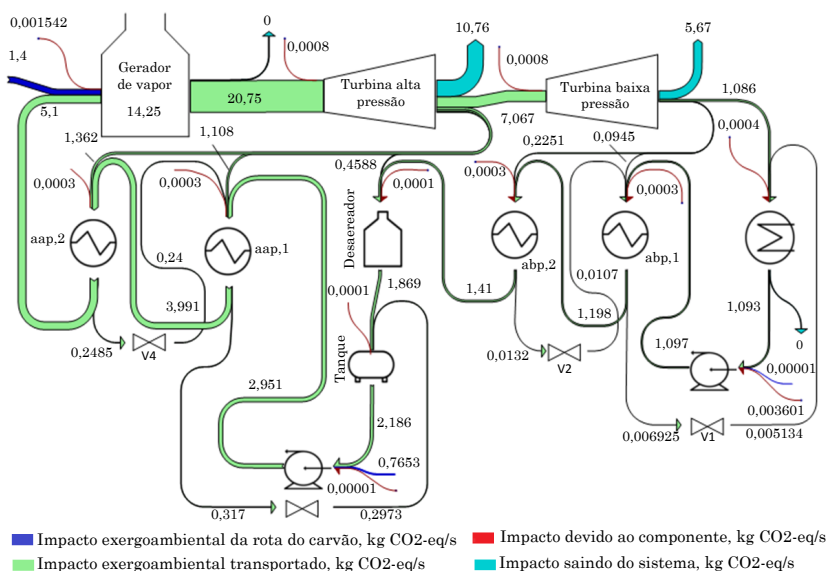 0,001542
0
10,76
5,67
1,4
0,0008
0,0008
Gerador
de vapor
14,25
20,75
Turbina alta
pressão
Turbina baixa
pressão
5,1
7,067
1,086
1,362
1,108
0,4588
0,2251
0,0945
0,0004
0,0003
0,0003
0,0001
0,0003
0,0003
aap,2
aap,1
Desaereador
abp,2
abp,1
0,24
0,0107
3,991
1,869
1,41
1,198
1,093
0
0,2485
V4
0,0001
Tanque
0,0132
V2
1,097
0,00001
0,003601
2,951
2,186
0,006925
V1
0,005134
0,7653
0,00001
0,317
0,2973
Impacto exergoambiental da rota do carvão, kg CO2-eq/s
Impacto devido ao componente, kg CO2-eq/s
Impacto exergoambiental transportado, kg CO2-eq/s
Impacto saindo do sistema, kg CO2-eq/s